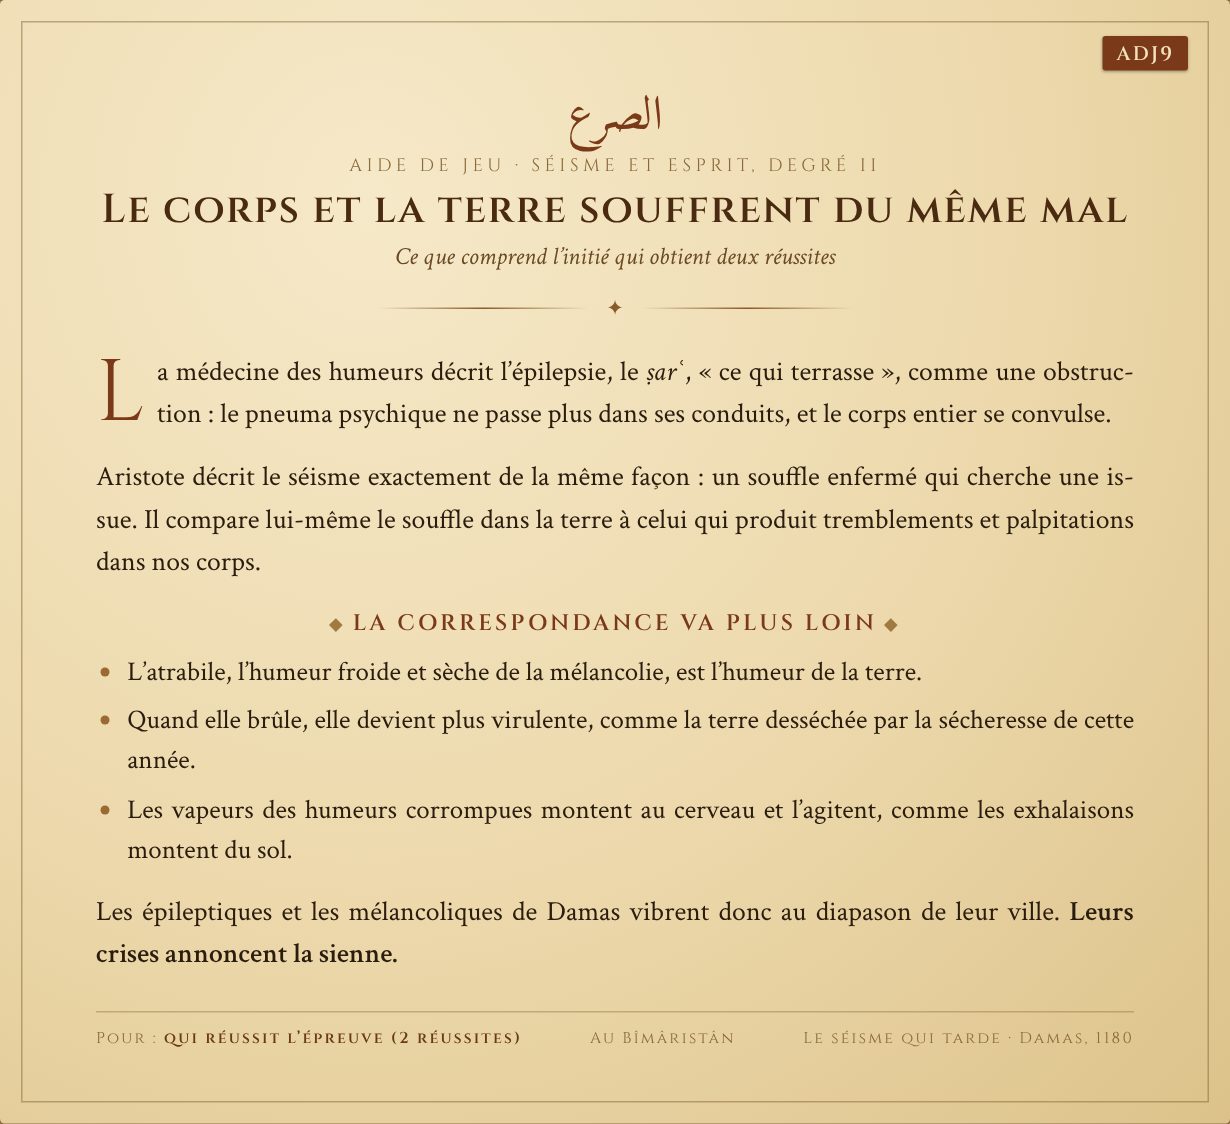 ADJ9
الصرع
AIDE DE JEU · SÉISME ET ESPRIT, DEGRÉ II
LE CORPS ET LA TERRE SOUFFRENT DU MÊME MAL
Ce que comprend l’initié qui obtient deux réussites
La médecine des humeurs décrit l’épilepsie, le ṣarʿ, « ce qui terrasse », comme une obstruc-
tion : le pneuma psychique ne passe plus dans ses conduits, et le corps entier se convulse.
Aristote décrit le séisme exactement de la même façon : un souffle enfermé qui cherche une is-
sue. Il compare lui-même le souffle dans la terre à celui qui produit tremblements et palpitations
dans nos corps.
◆ LA CORRESPONDANCE VA PLUS LOIN ◆
• L’atrabile, l’humeur froide et sèche de la mélancolie, est l’humeur de la terre.
• Quand elle brûle, elle devient plus virulente, comme la terre desséchée par la sécheresse de cette
année.
• Les vapeurs des humeurs corrompues montent au cerveau et l’agitent, comme les exhalaisons
montent du sol.
Les épileptiques et les mélancoliques de Damas vibrent donc au diapason de leur ville. Leurs
crises annoncent la sienne.
POUR : QUI RÉUSSIT L’ÉPREUVE (2 RÉUSSITES) AU BÎMÂRISTÂN LE SÉISME QUI TARDE · DAMAS, 1180